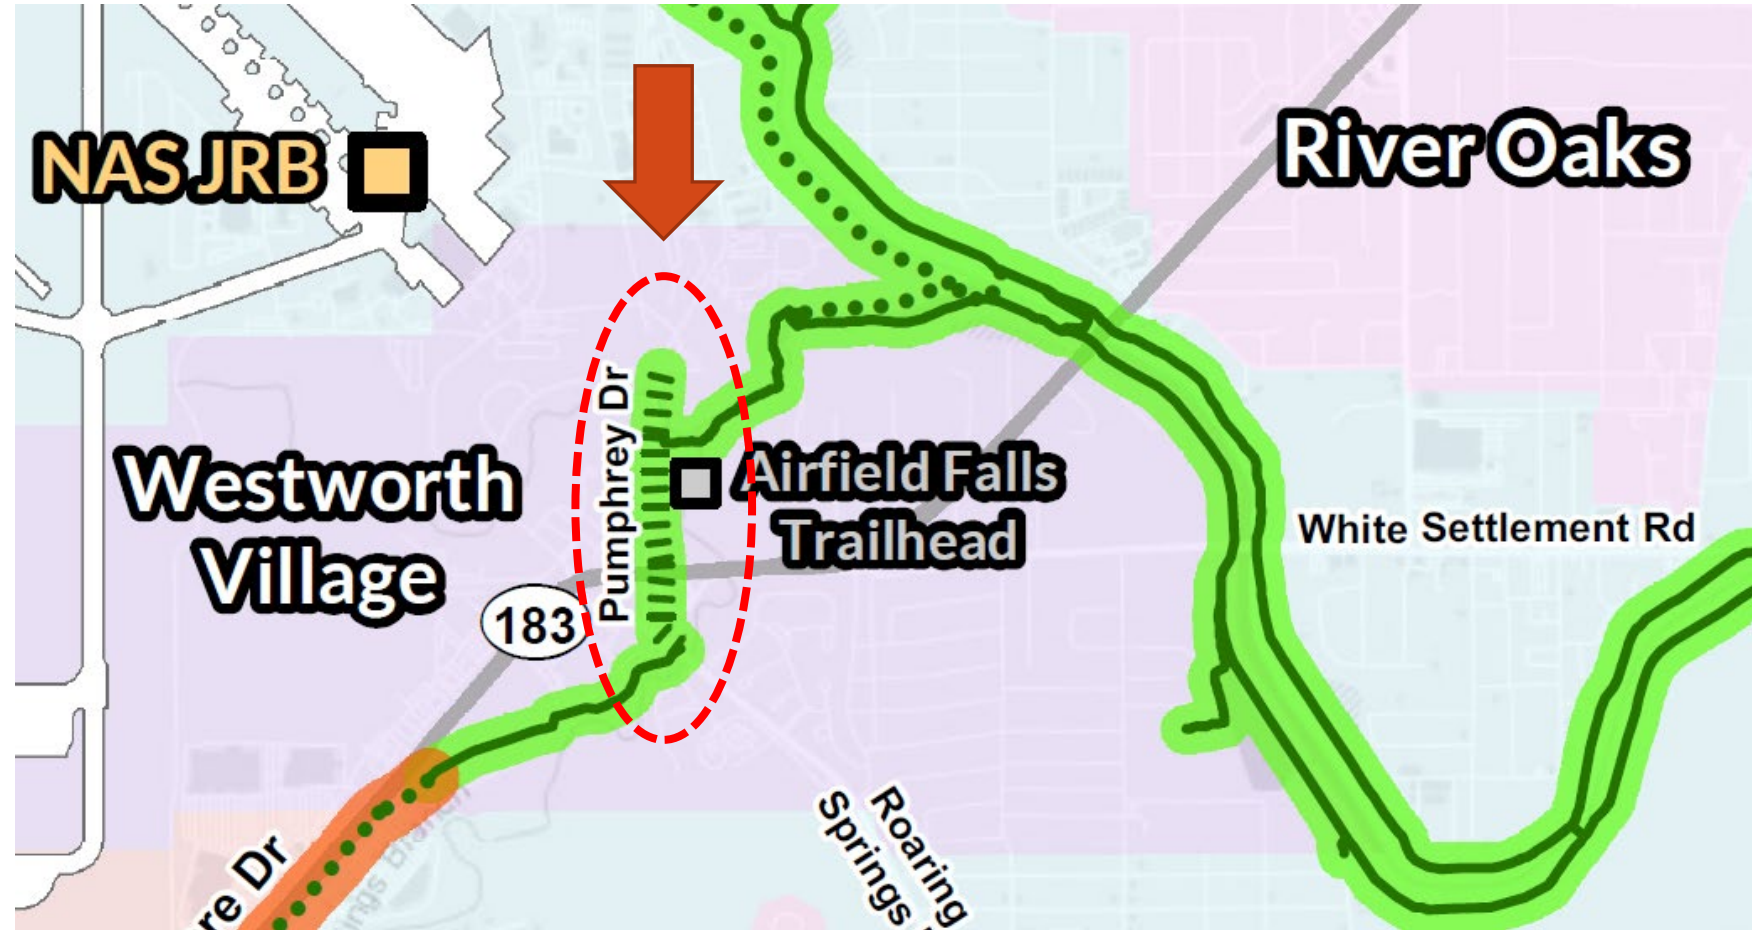 NAS JRB
River Oaks
Pumphrey Dr
Westworth
Village
Airfield Falls
Trailhead
White Settlement Rd
183
Roaring
Springs
re Dr